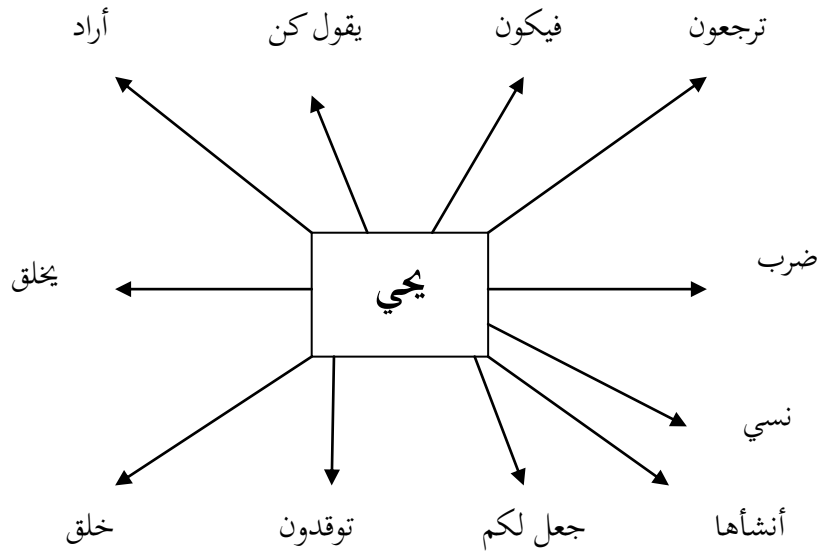 ترجعون
فيكون
يقول كن
أراد
ضرب
يحي
يخلق
نسي
أنشأها
جعل لكم
توقدون
خلق